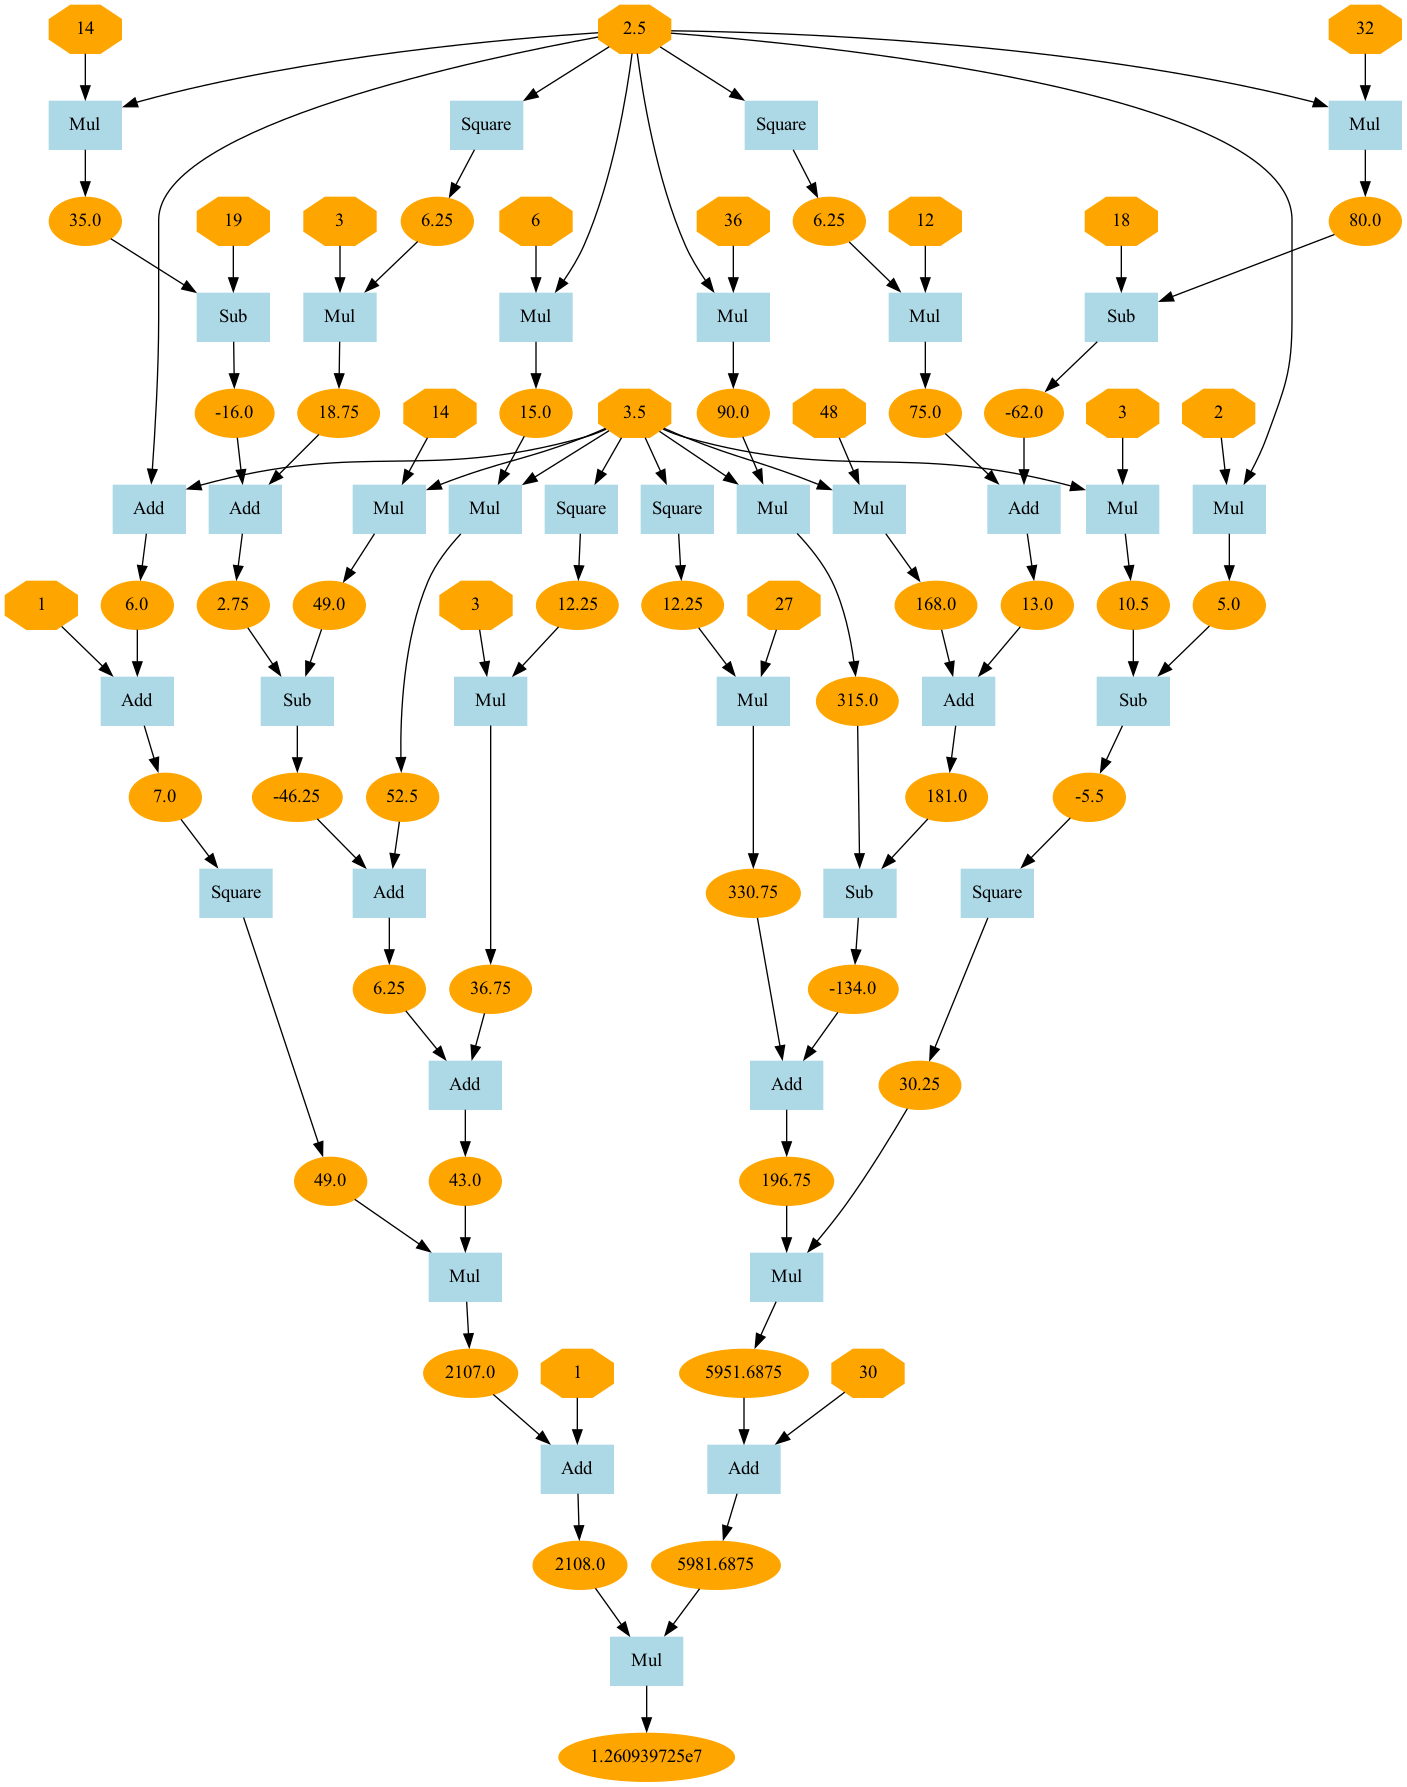 14 2.5 32
Mul Square Square Mul
35.0 19 3 6.25 6 36 6.25 12 18 80.0
Sub Mul Mul Mul Mul Sub
-16.0 18.75 14 15.0 3.5 90.0 48 75.0 -62.0 3 2
Add Add Mul Mul Square Square Mul Mul Add Mul Mul
1 6.0 2.75 49.0 3 12.25 12.25 27 168.0 13.0 10.5 5.0
Add Sub Mul Mul 315.0 Add Sub
7.0 -46.25 52.5 181.0 -5.5
Square Add 330.75 Sub Square
6.25 36.75 -134.0
Add Add 30.25
49.0 43.0 196.75
Mul Mul
2107.0 1 5951.6875 30
Add Add
2108.0 5981.6875
Mul
1.260939725e7